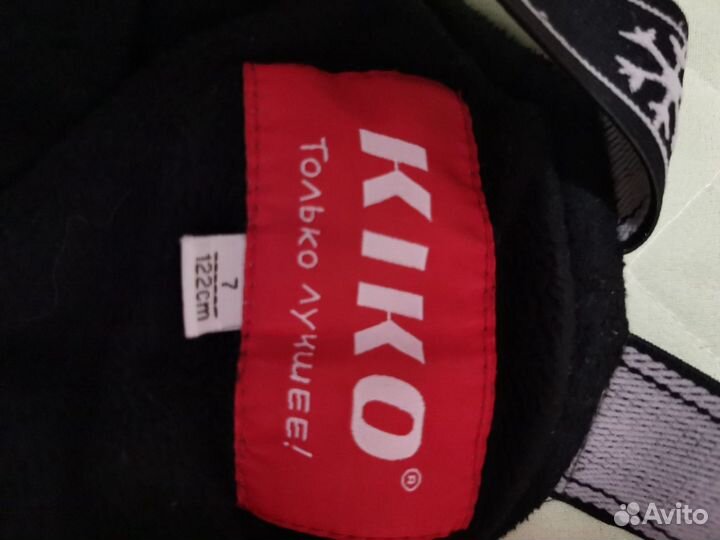 KIKO®
Только лучшее!
7
122cm
Avito